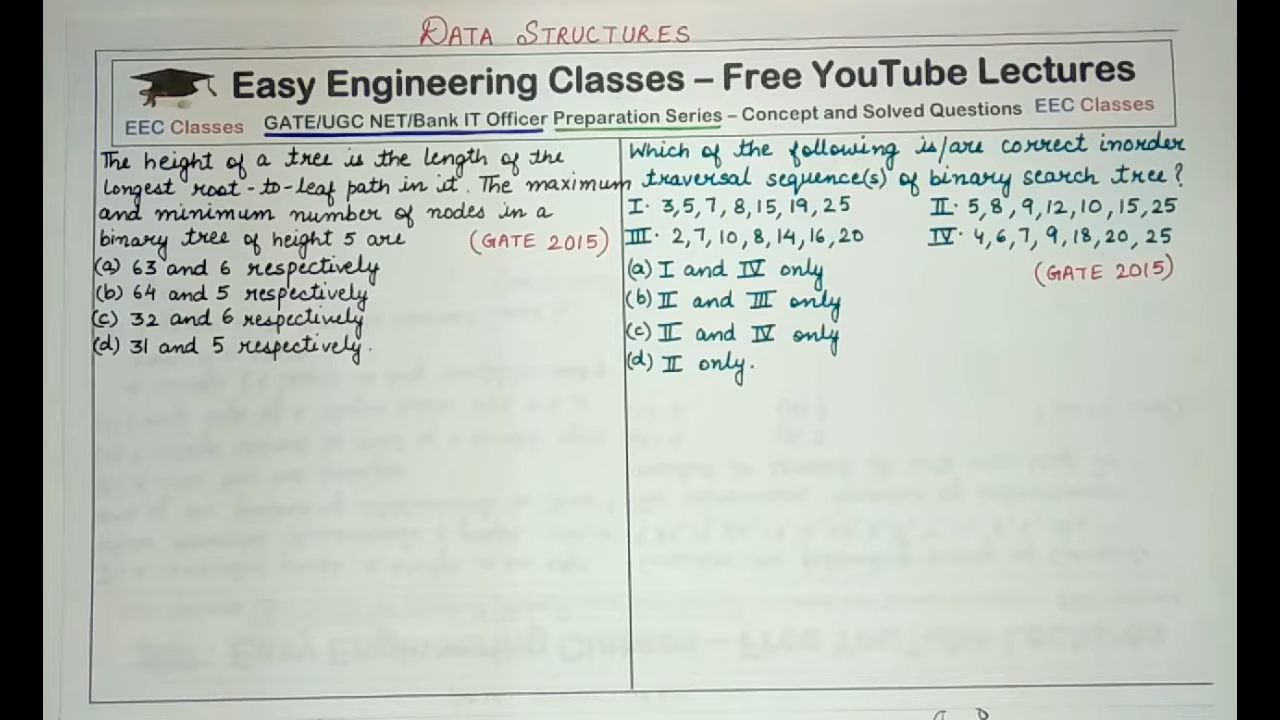 DATA STRUCTURES
Easy Engineering Classes – Free YouTube Lectures
EEC Classes GATE/UGC NET/Bank IT Officer Preparation Series – Concept and Solved Questions EEC Classes
The height of a tree is the length of the
longest root-to-leaf path in it. The maximum
and minimum number of nodes in a
binary tree of height 5 are (GATE 2015)
(a) 63 and 6 respectively
(b) 64 and 5 respectively
(c) 32 and 6 respectively
(d) 31 and 5 respectively.
Which of the following is/are correct inorder
traversal sequence(s) of binary search tree?
I. 3,5,7,8,15,19,25 II. 5,8,9,12,10,15,25
III. 2,7,10,8,14,16,20 IV. 4,6,7,9,18,20,25
(a) I and IV only (GATE 2015)
(b) II and III only
(c) II and IV only
(d) II only.